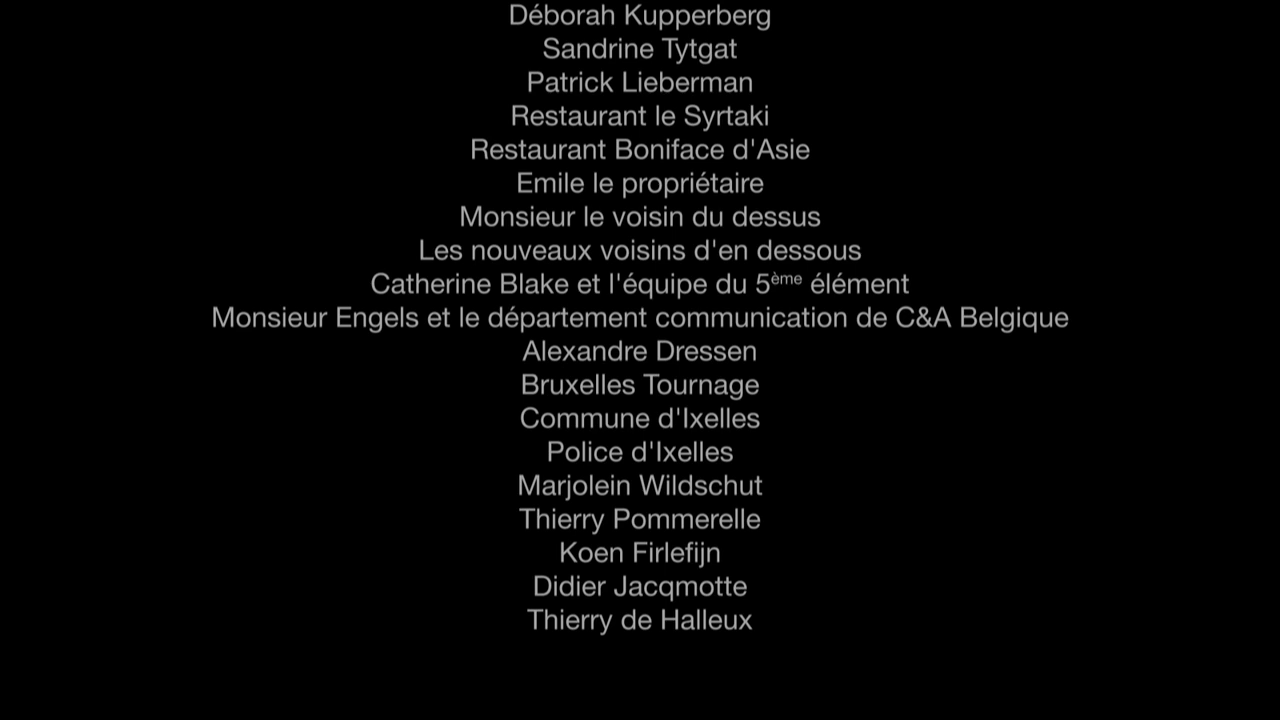 Déborah Kupperberg
Sandrine Tytgat
Patrick Lieberman
Restaurant le Syrtaki
Restaurant Boniface d'Asie
Emile le propriétaire
Monsieur le voisin du dessus
Les nouveaux voisins d'en dessous
Catherine Blake et l'équipe du 5ème élément
Monsieur Engels et le département communication de C&A Belgique
Alexandre Dressen
Bruxelles Tournage
Commune d'Ixelles
Police d'Ixelles
Marjolein Wildschut
Thierry Pommerelle
Koen Firlefijn
Didier Jacqmotte
Thierry de Halleux